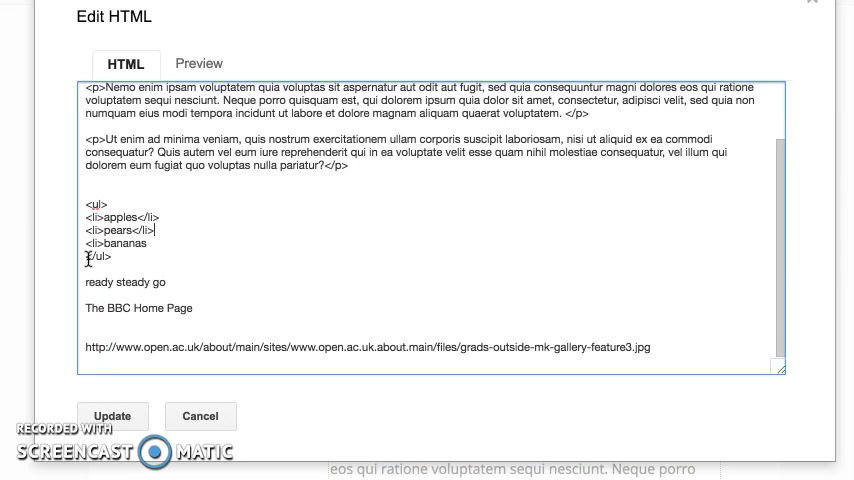 Edit HTML
HTML Preview
<p>Nemo enim ipsam voluptatem quia voluptas sit aspernatur aut odit aut fugit, sed quia consequuntur magni dolores eos qui ratione
voluptatem sequi nesciunt. Neque porro quisquam est, qui dolorem ipsum quia dolor sit amet, consectetur, adipisci velit, sed quia non
numquam eius modi tempora incidunt ut labore et dolore magnam aliquam quaerat voluptatem. </p>
<p>Ut enim ad minima veniam, quis nostrum exercitationem ullam corporis suscipit laboriosam, nisi ut aliquid ex ea commodi
consequatur? Quis autem vel eum iure reprehenderit qui in ea voluptate velit esse quam nihil molestiae consequatur, vel illum qui
dolorem eum fugiat quo voluptas nulla pariatur?</p>
<ul>
<li>apples</li>
<li>pears</li>
<li>bananas
</ul>
ready steady go
The BBC Home Page
http://www.open.ac.uk/about/main/sites/www.open.ac.uk.about.main/files/grads-outside-mk-gallery-feature3.jpg
Update Cancel
RECORDED WITH
SCREENCAST MATIC
eos qui ratione voluptatem sequi nesciunt. Neque porro